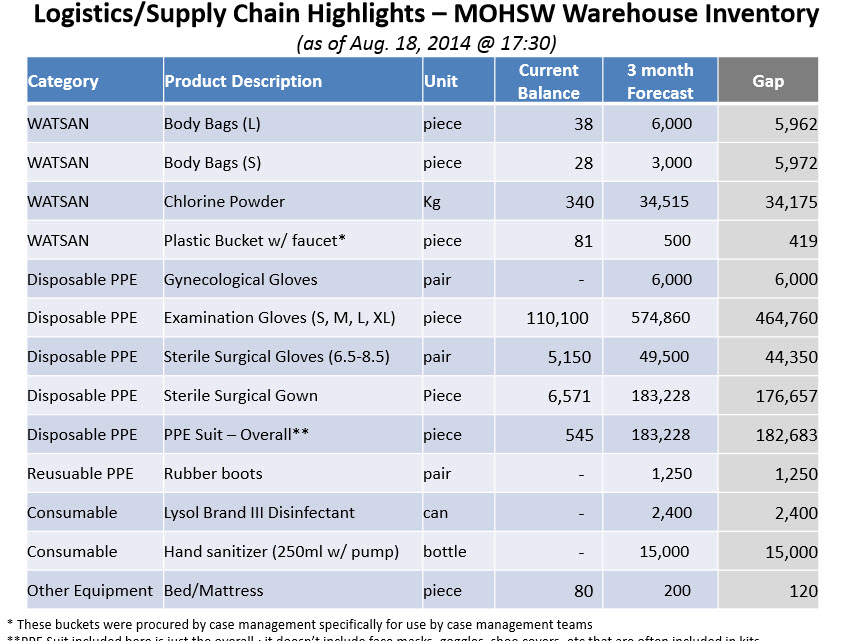 Logistics/Supply Chain Highlights – MOHSW Warehouse Inventory
(as of Aug. 18, 2014 @ 17:30)
Category Product Description Unit Current Balance 3 month Forecast Gap
WATSAN Body Bags (L) piece 38 6,000 5,962
WATSAN Body Bags (S) piece 28 3,000 5,972
WATSAN Chlorine Powder Kg 340 34,515 34,175
WATSAN Plastic Bucket w/ faucet* piece 81 500 419
Disposable PPE Gynecological Gloves pair - 6,000 6,000
Disposable PPE Examination Gloves (S, M, L, XL) piece 110,100 574,860 464,760
Disposable PPE Sterile Surgical Gloves (6.5-8.5) pair 5,150 49,500 44,350
Disposable PPE Sterile Surgical Gown Piece 6,571 183,228 176,657
Disposable PPE PPE Suit – Overall** piece 545 183,228 182,683
Reusuable PPE Rubber boots pair - 1,250 1,250
Consumable Lysol Brand III Disinfectant can - 2,400 2,400
Consumable Hand sanitizer (250ml w/ pump) bottle - 15,000 15,000
Other Equipment Bed/Mattress piece 80 200 120
* These buckets were procured by case management specifically for use by case management teams
**PPE Suit included here is just the overall ; it doesn't include face masks, goggles, shoe covers, etc that are often included in kits